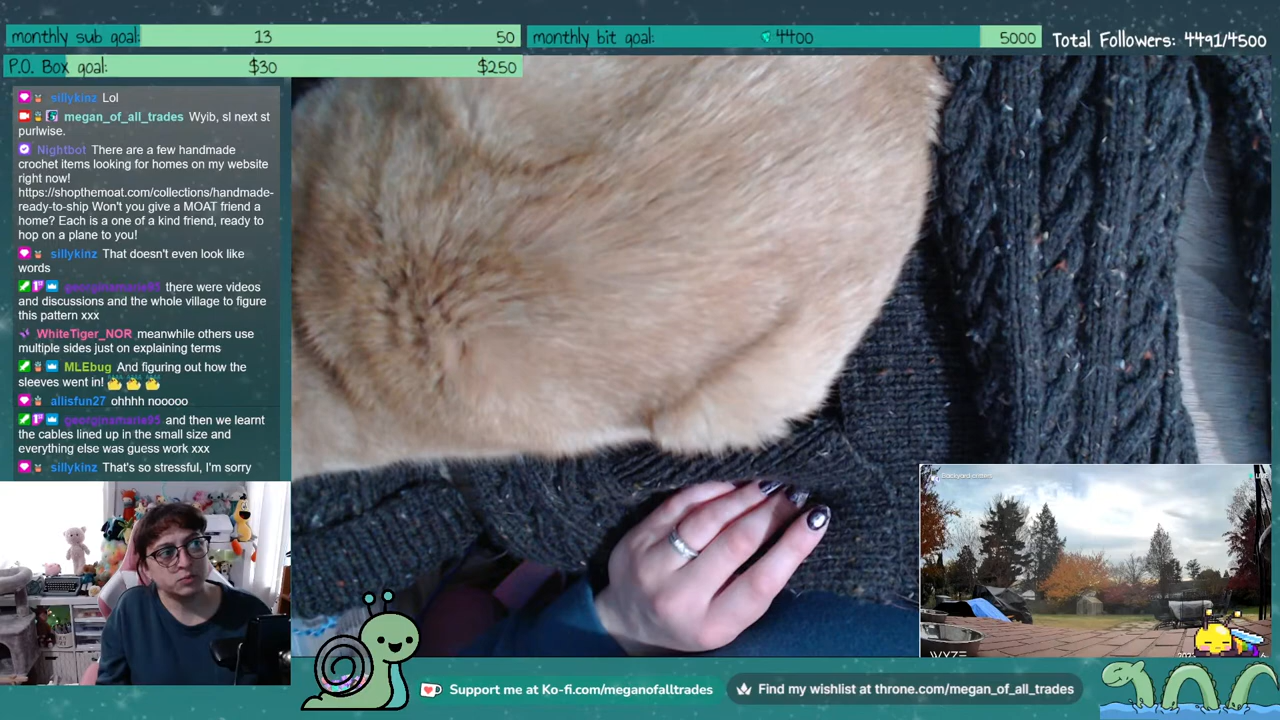 monthly sub goal: 13 50
monthly bit goal: 4400 5000
Total Followers: 4491/4500
P.O. Box goal: $30 $250
sillykinz Lol
megan_of_all_trades Wyib, sl next st
purlwise.
Nightbot There are a few handmade
crochet items looking for homes on my website
right now!
https://shopthemoat.com/collections/handmade-
ready-to-ship Won't you give a MOAT friend a
home? Each is a one of a kind friend, ready to
hop on a plane to you!
sillykinz That doesn't even look like
words
there were videos
and discussions and the whole village to figure
this pattern xxx
WhiteTiger_NOR meanwhile others use
multiple sides just on explaining terms
MLEbug And figuring out how the
sleeves went in!
allisfun27 ohhhh nooooo
and then we learnt
the cables lined up in the small size and
everything else was guess work xxx
sillykinz That's so stressful, I'm sorry
WYZE
Support me at Ko-fi.com/meganofalltrades
Find my wishlist at throne.com/megan_of_all_trades